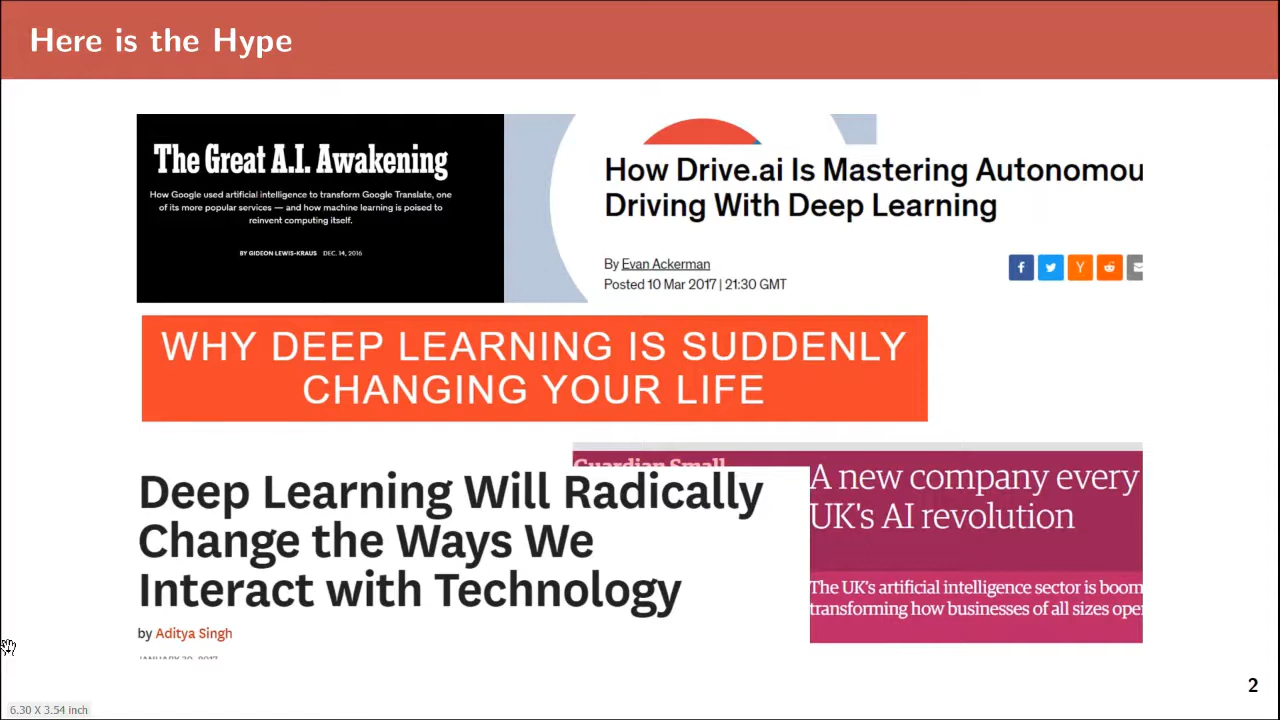 Here is the Hype
The Great A.I. Awakening
How Google used artificial intelligence to transform Google Translate, one
of its more popular services — and how machine learning is poised to
reinvent computing itself.
BY GIDEON LEWIS-KRAUS DEC. 14, 2016
How Drive.ai Is Mastering Autonomou
Driving With Deep Learning
By Evan Ackerman
Posted 10 Mar 2017 | 21:30 GMT
WHY DEEP LEARNING IS SUDDENLY
CHANGING YOUR LIFE
Guardian Small
Deep Learning Will Radically
Change the Ways We
Interact with Technology
by Aditya Singh
JANUARY 30, 2017
A new company every
UK's AI revolution
The UK's artificial intelligence sector is boom
transforming how businesses of all sizes ope
2
6.30 X 3.54 inch